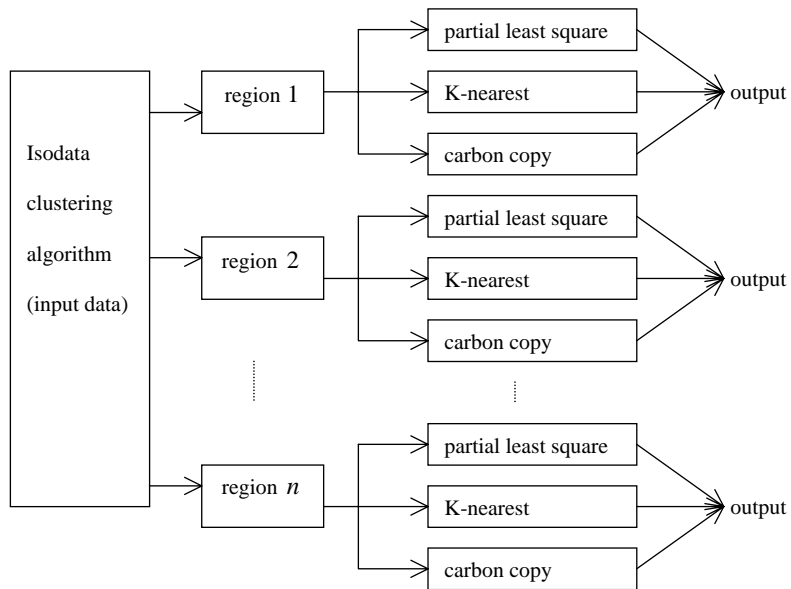 Isodata
clustering
algorithm
(input data)
region 1
partial least square
K-nearest
carbon copy
output
region 2
partial least square
K-nearest
carbon copy
output
region n
partial least square
K-nearest
carbon copy
output